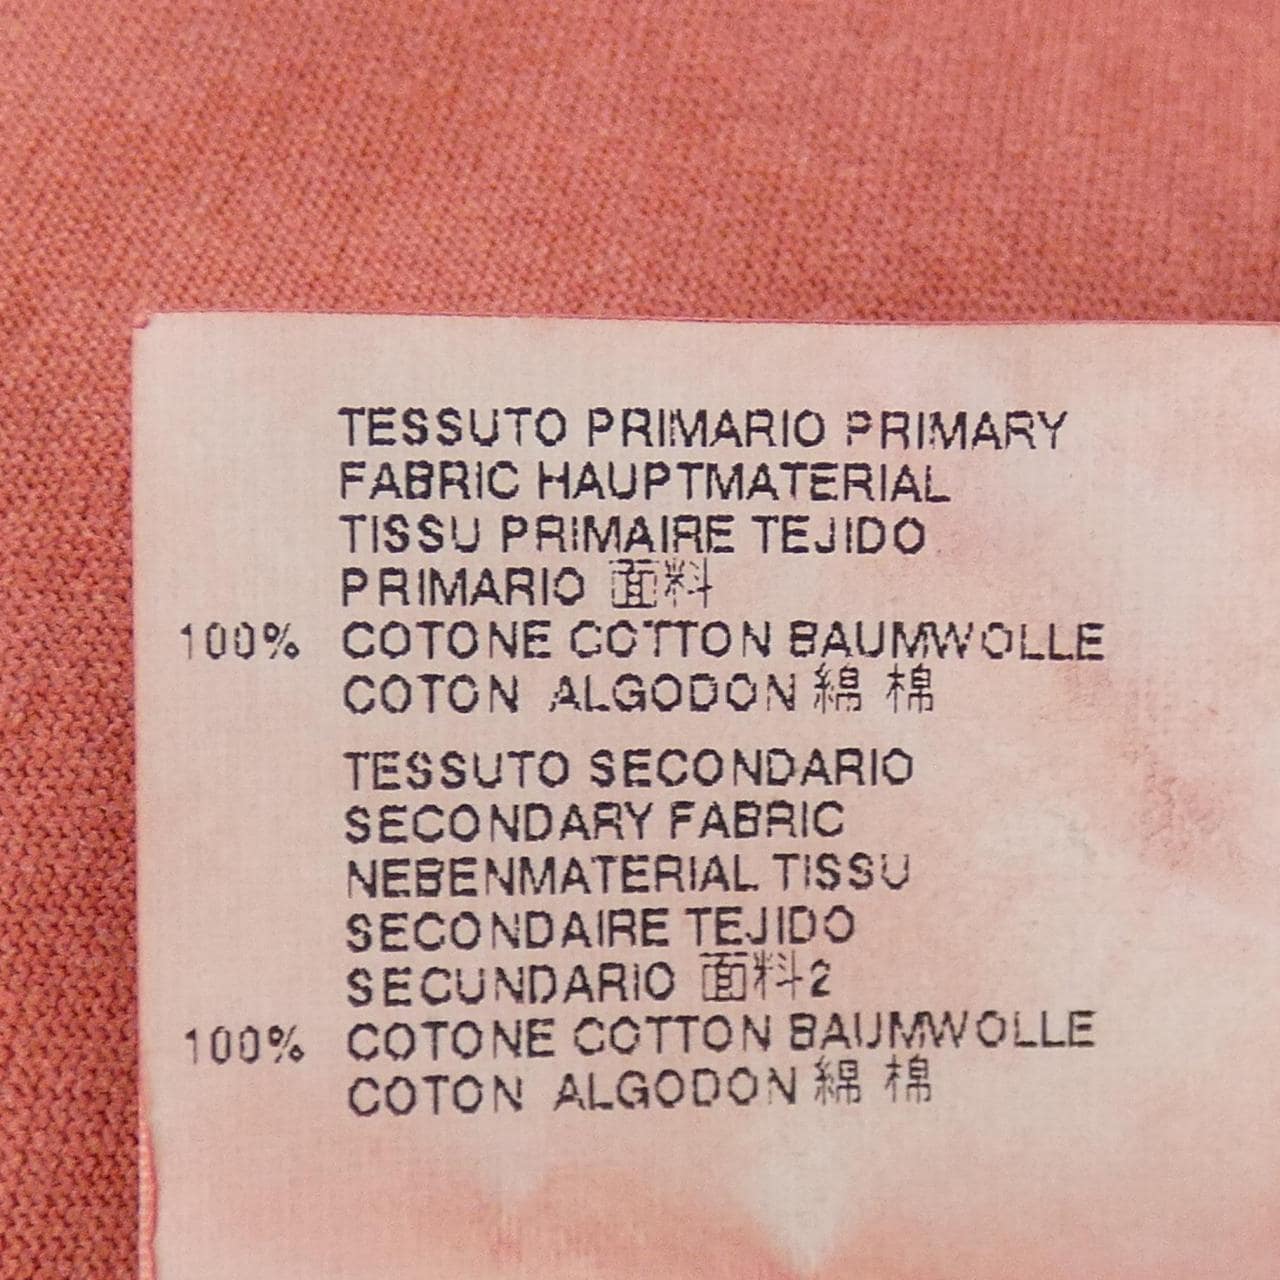 TESSUTO PRIMARIO PRIMARY
FABRIC HAUPTMATERIAL
TISSU PRIMAIRE TEJIDO
PRIMARIO 面料
100% COTONE COTTON BAUMWOLLE
COTON ALGODON 綿 棉
TESSUTO SECONDARIO
SECONDARY FABRIC
NEBENMATERIAL TISSU
SECONDAIRE TEJIDO
SECUNDARIO 面料2
100% COTONE COTTON BAUMWOLLE
COTON ALGODON 綿 棉